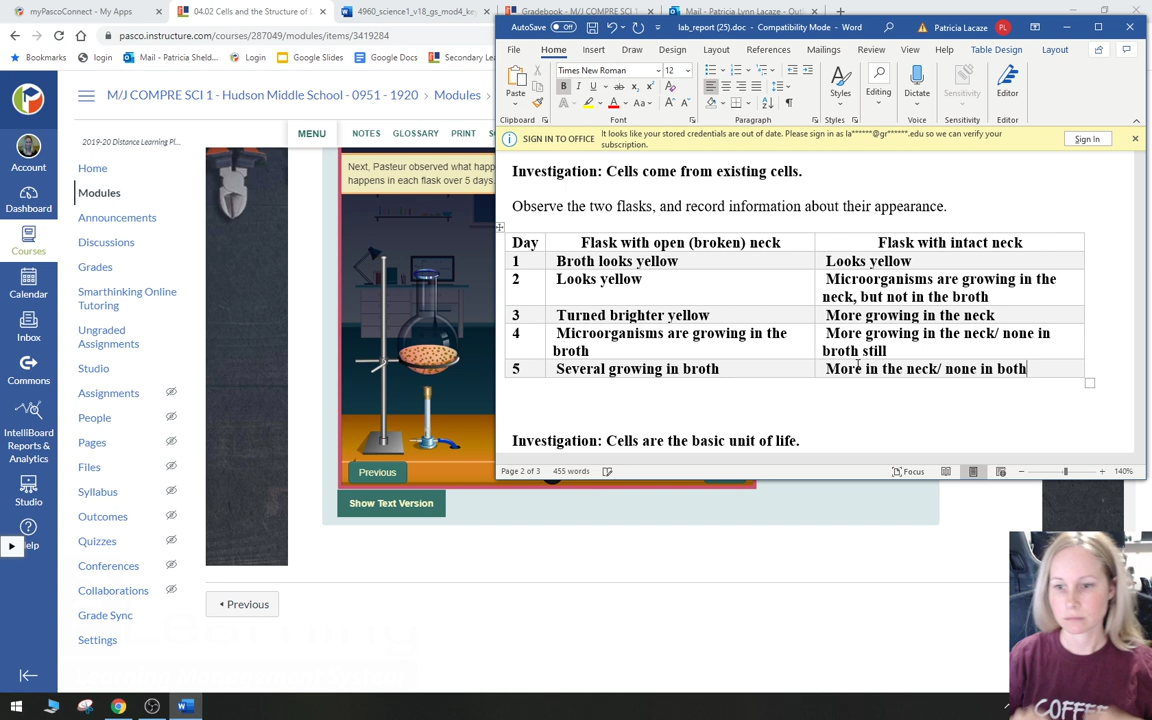 myPascoConnect - My Apps
04.02 Cells and the Structure of L
4960_science1_v18_gs_mod4_ke
Gradebook - M/J COMPRE SCI 1
Mail - Patricia Lynn Lacaze - Out
pasco.instructure.com/courses/287049/modules/items/3419284
Bookmarks
login
Mail - Patricia Sheld...
Login
Google Slides
Google Docs
Secondary Lea
AutoSave Off
lab_report (25).doc - Compatibility Mode - Word
Patricia Lacaze PL
File Home Insert Draw Design Layout References Mailings Review View Help Table Design Layout
Times New Roman 12
Paste
Styles
Editing
Dictate
Sensitivity
Editor
Clipboard Font Paragraph Styles Voice Sensitivity Editor
SIGN IN TO OFFICE It looks like your stored credentials are out of date. Please sign in as la******@gr******.edu so we can verify your
subscription.
Sign In
Investigation: Cells come from existing cells.
Observe the two flasks, and record information about their appearance.
Day Flask with open (broken) neck Flask with intact neck
1 Broth looks yellow Looks yellow
2 Looks yellow Microorganisms are growing in the
neck, but not in the broth
3 Turned brighter yellow More growing in the neck
4 Microorganisms are growing in the
broth
More growing in the neck/ none in
broth still
5 Several growing in broth More in the neck/ none in both
Investigation: Cells are the basic unit of life.
Page 2 of 3 455 words
Focus
140%
M/J COMPRE SCI 1 - Hudson Middle School - 0951 - 1920 > Modules >
MENU NOTES GLOSSARY PRINT
2019-20 Distance Learning Pl...
Account
Dashboard
Courses
Calendar
Inbox
Commons
IntelliBoard
Reports &
Analytics
Studio
elp
Home
Modules
Announcements
Discussions
Grades
Smarthinking Online
Tutoring
Ungraded
Assignments
Studio
Assignments
People
Pages
Files
Syllabus
Outcomes
Quizzes
Conferences
Collaborations
Grade Sync
Settings
Next, Pasteur observed what happ
happens in each flask over 5 days.
Previous
Show Text Version
Previous
COFFEE